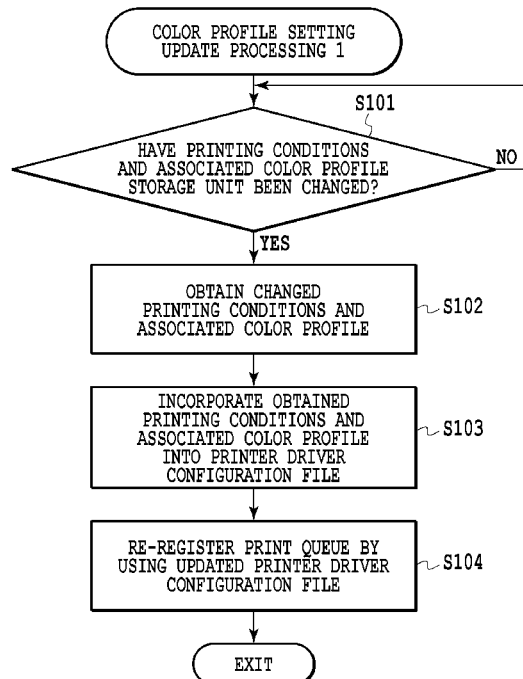 COLOR PROFILE SETTING
UPDATE PROCESSING 1
S101
HAVE PRINTING CONDITIONS
AND ASSOCIATED COLOR PROFILE
STORAGE UNIT BEEN CHANGED?
NO
YES
OBTAIN CHANGED
PRINTING CONDITIONS AND
ASSOCIATED COLOR PROFILE
S102
INCORPORATE OBTAINED
PRINTING CONDITIONS AND
ASSOCIATED COLOR PROFILE
INTO PRINTER DRIVER
CONFIGURATION FILE
S103
RE-REGISTER PRINT QUEUE BY
USING UPDATED PRINTER DRIVER
CONFIGURATION FILE
S104
EXIT